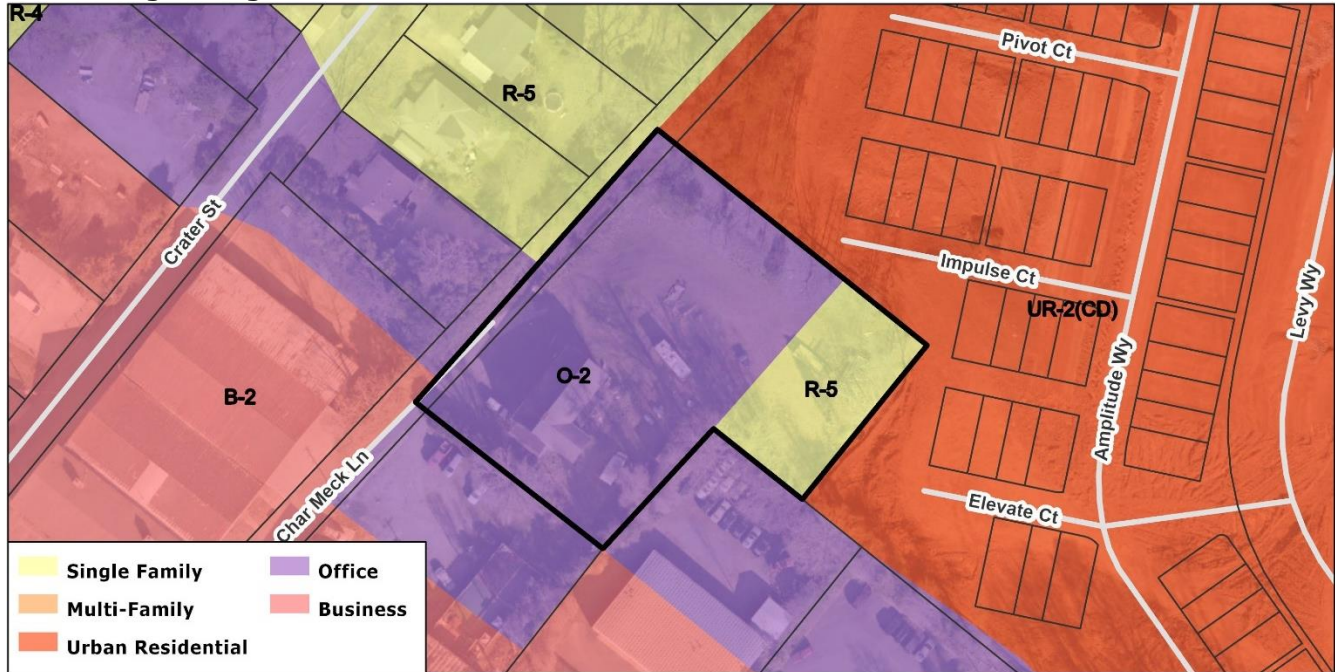 R-4
Pivot Ct
R-5
Crater St
Impulse Ct
UR-2(CD)
Levy Wy
O-2
R-5
B-2
Amplitude Wy
Char Meck Ln
Elevate Ct
Single Family
Office
Multi-Family
Business
Urban Residential